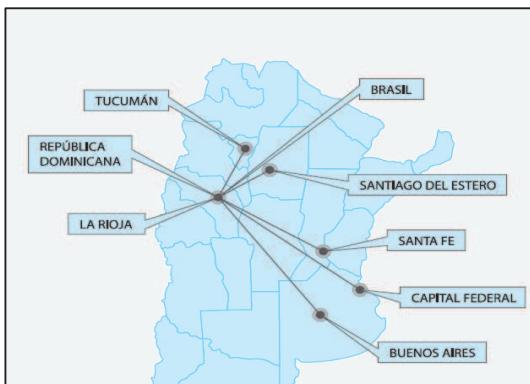 BRASIL
TUCUMÁN
REPÚBLICA
DOMINICANA
SANTIAGO DEL ESTERO
LA RIOJA
SANTA FE
CAPITAL FEDERAL
BUENOS AIRES